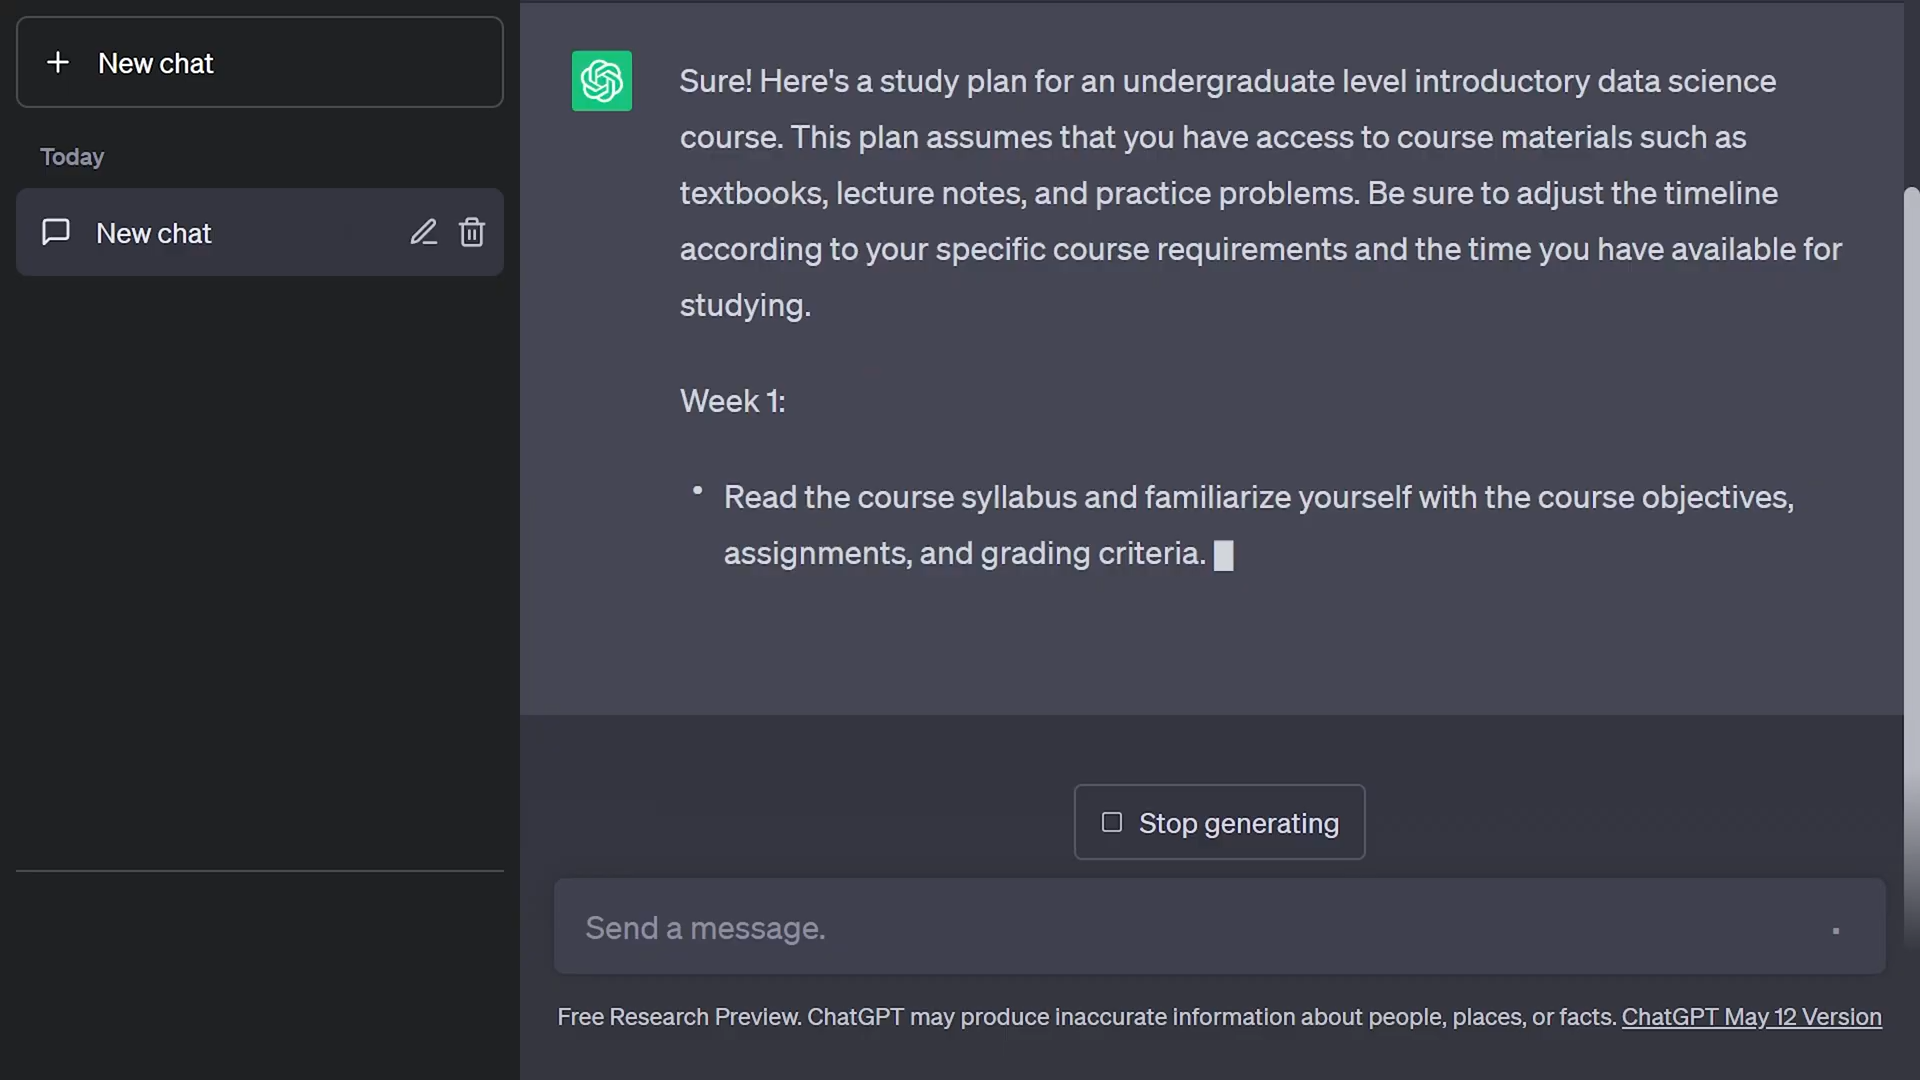 New chat
Today
New chat
Sure! Here's a study plan for an undergraduate level introductory data science
course. This plan assumes that you have access to course materials such as
textbooks, lecture notes, and practice problems. Be sure to adjust the timeline
according to your specific course requirements and the time you have available for
studying.
Week 1:
• Read the course syllabus and familiarize yourself with the course objectives,
assignments, and grading criteria.
Stop generating
Send a message.
Free Research Preview. ChatGPT may produce inaccurate information about people, places, or facts. ChatGPT May 12 Version